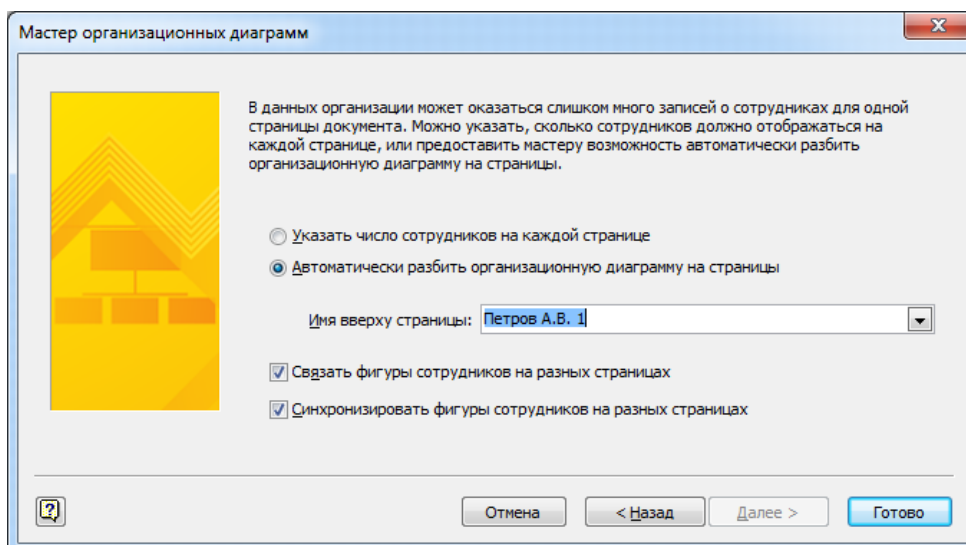 Мастер организационных диаграмм
В данных организации может оказаться слишком много записей о сотрудниках для одной
страницы документа. Можно указать, сколько сотрудников должно отображаться на
каждой странице, или предоставить мастеру возможность автоматически разбить
организационную диаграмму на страницы.
Указать число сотрудников на каждой странице
Автоматически разбить организационную диаграмму на страницы
Имя вверху страницы: Петров А.В. 1
Связать фигуры сотрудников на разных страницах
Синхронизировать фигуры сотрудников на разных страницах
? Отмена < Назад Далее > Готово